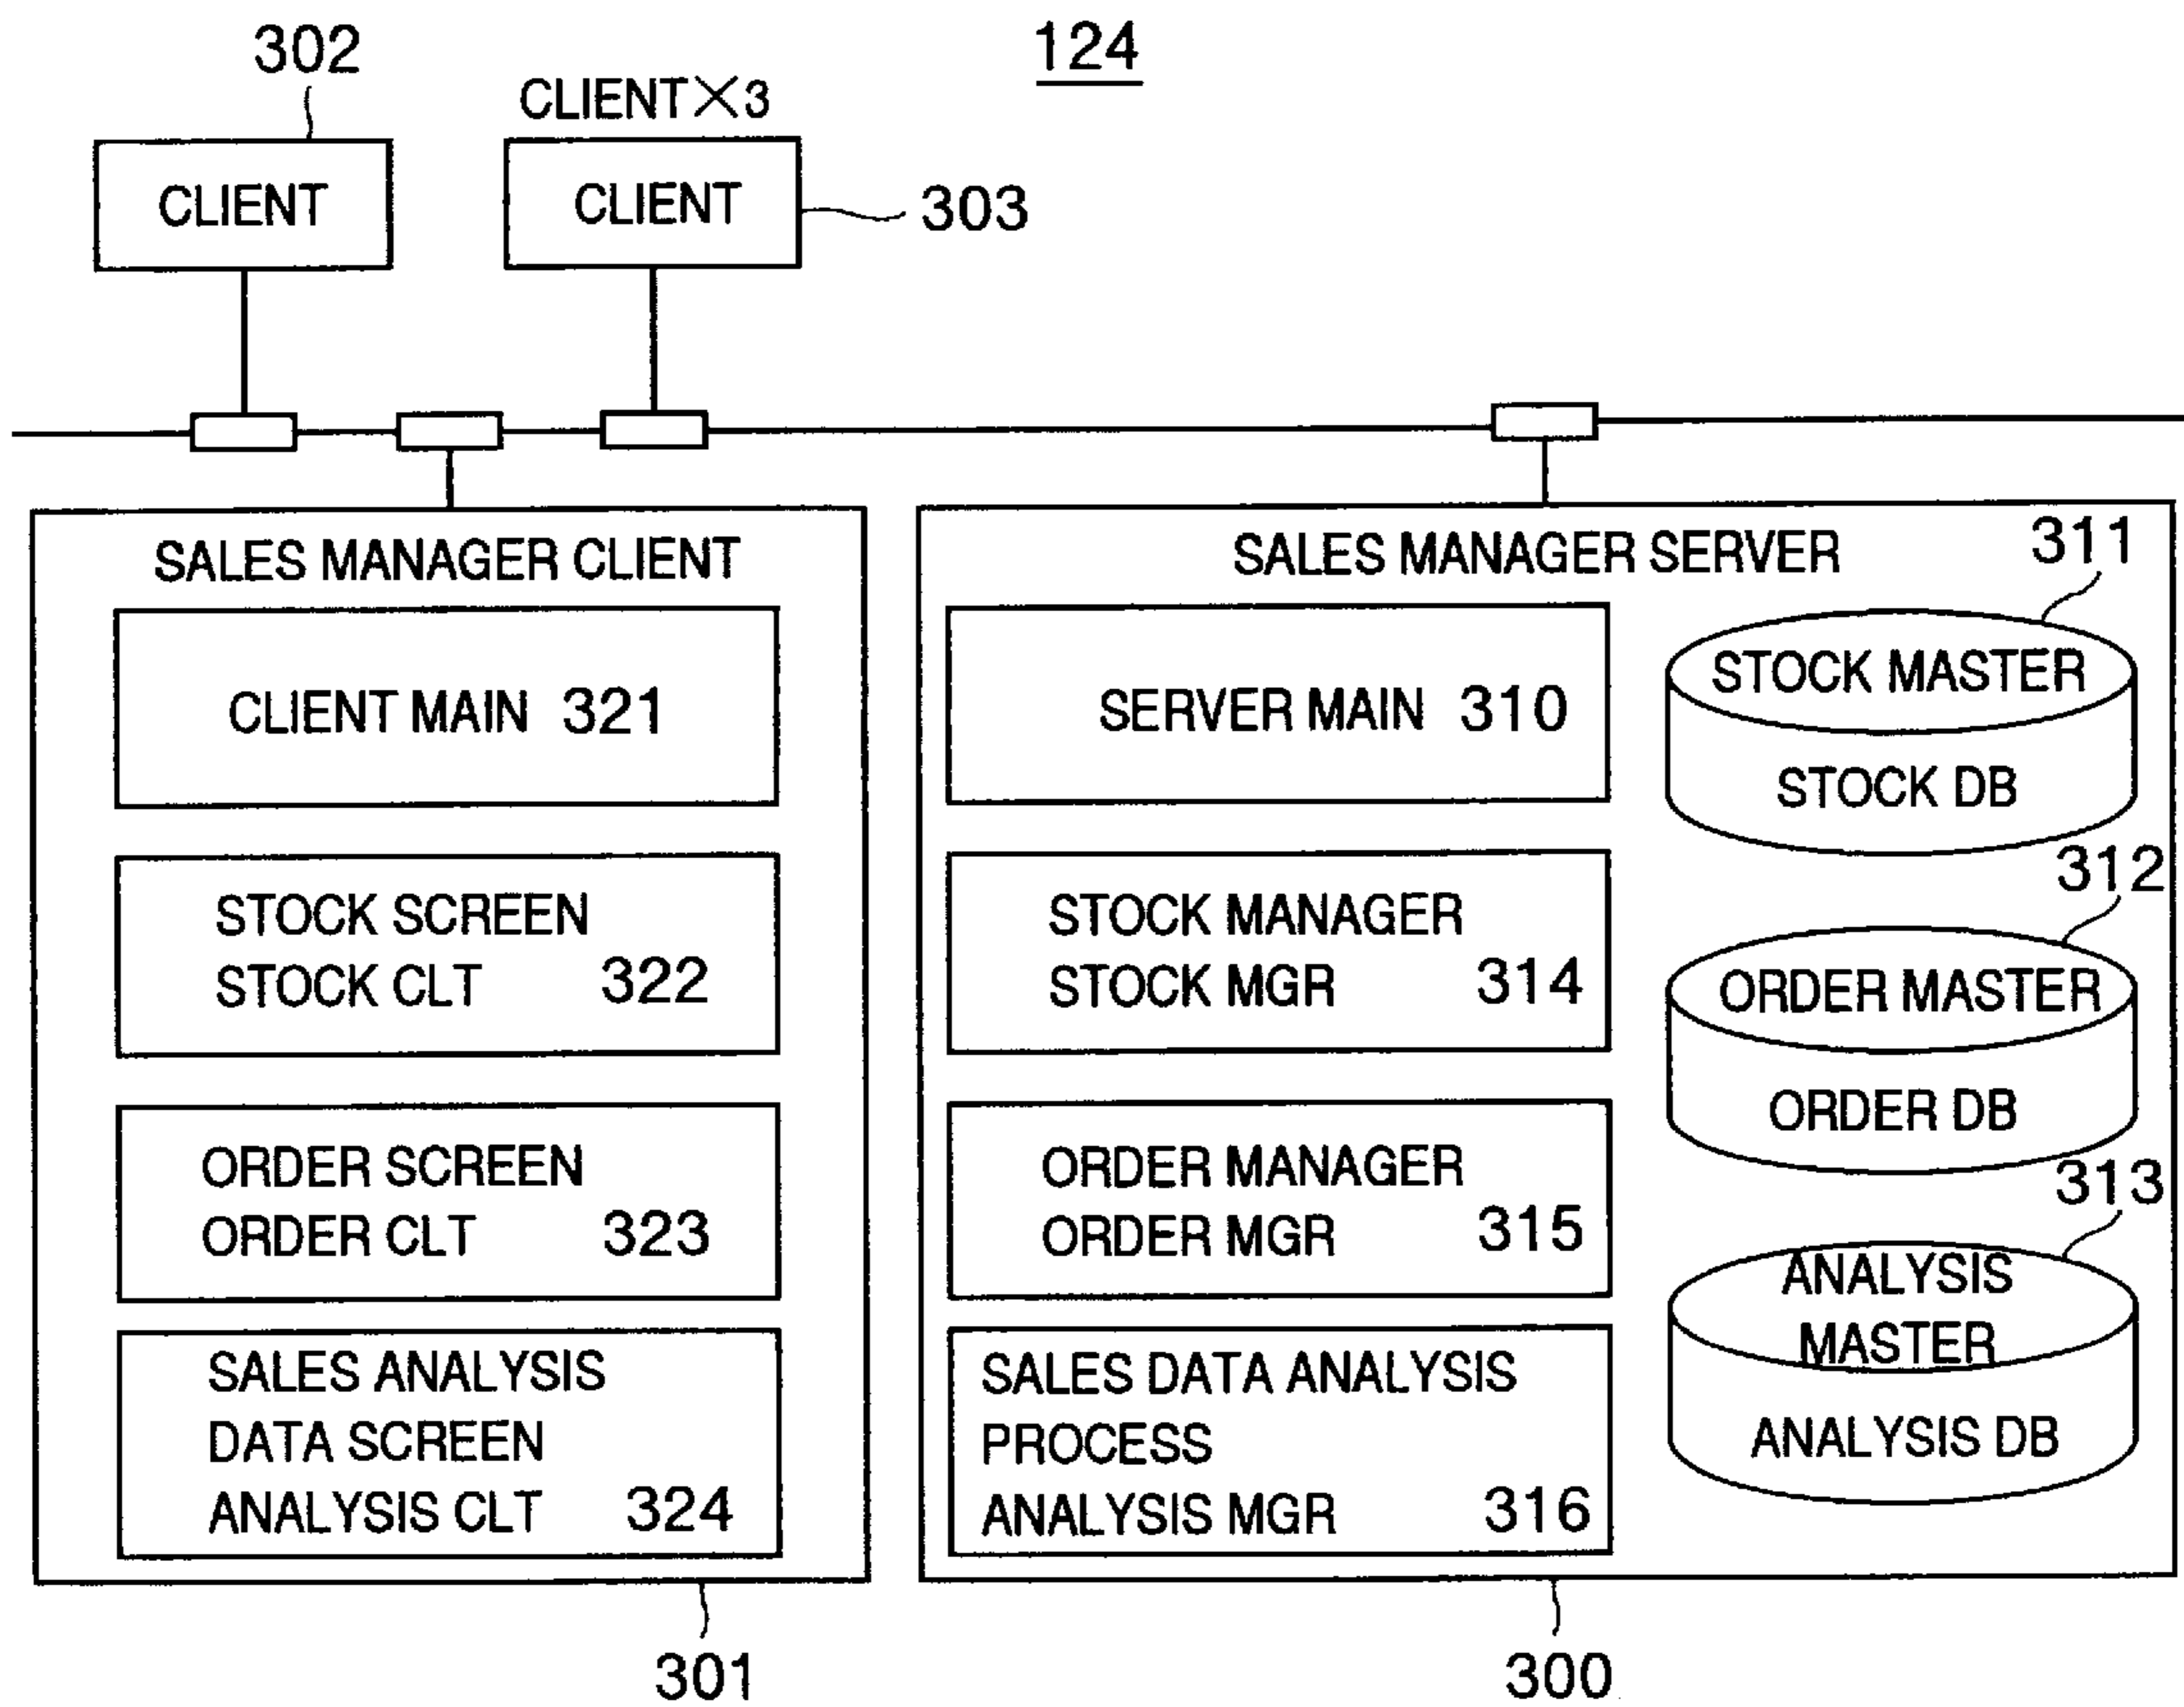 124
302
CLIENT×3
CLIENT
CLIENT
303
SALES MANAGER CLIENT
CLIENT MAIN 321
STOCK SCREEN
STOCK CLT 322
ORDER SCREEN
ORDER CLT 323
SALES ANALYSIS
DATA SCREEN
ANALYSIS CLT 324
301
SALES MANAGER SERVER
SERVER MAIN 310
STOCK MANAGER
STOCK MGR 314
ORDER MANAGER
ORDER MGR 315
SALES DATA ANALYSIS
PROCESS
ANALYSIS MGR 316
311
STOCK MASTER
STOCK DB
312
ORDER MASTER
ORDER DB
313
ANALYSIS
MASTER
ANALYSIS DB
300